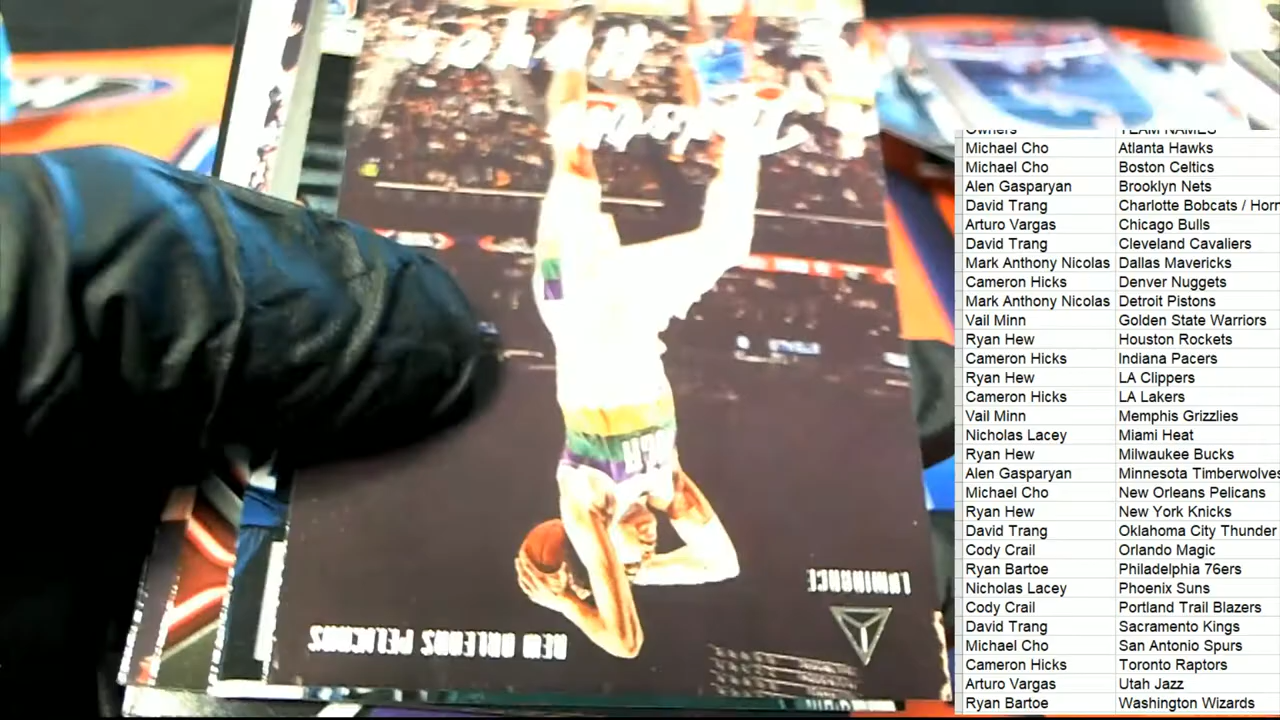 Owners TEAM NAMES
Michael Cho Atlanta Hawks
Michael Cho Boston Celtics
Alen Gasparyan Brooklyn Nets
David Trang Charlotte Bobcats / Horn
Arturo Vargas Chicago Bulls
David Trang Cleveland Cavaliers
Mark Anthony Nicolas Dallas Mavericks
Cameron Hicks Denver Nuggets
Mark Anthony Nicolas Detroit Pistons
Vail Minn Golden State Warriors
Ryan Hew Houston Rockets
Cameron Hicks Indiana Pacers
Ryan Hew LA Clippers
Cameron Hicks LA Lakers
Vail Minn Memphis Grizzlies
Nicholas Lacey Miami Heat
Ryan Hew Milwaukee Bucks
Alen Gasparyan Minnesota Timberwolves
Michael Cho New Orleans Pelicans
Ryan Hew New York Knicks
David Trang Oklahoma City Thunder
Cody Crail Orlando Magic
Ryan Bartoe Philadelphia 76ers
Nicholas Lacey Phoenix Suns
Cody Crail Portland Trail Blazers
David Trang Sacramento Kings
Michael Cho San Antonio Spurs
Cameron Hicks Toronto Raptors
Arturo Vargas Utah Jazz
Ryan Bartoe Washington Wizards
LUMINANCE
NEW ORLEANS PELICANS